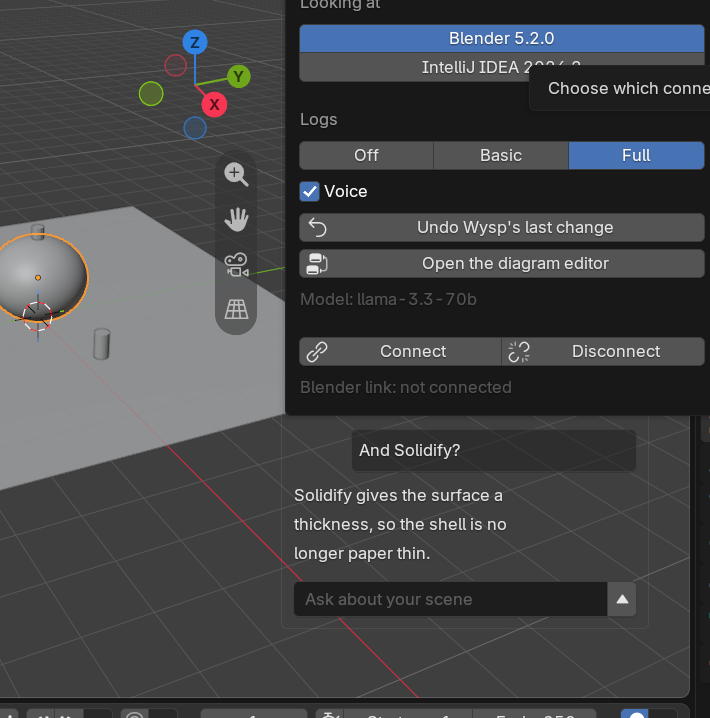 Looking at
Z
Blender 5.2.0
Y
X
Choose which conne
Logs
Off
Basic
Full
Voice
Undo Wysp's last change
Open the diagram editor
Model: llama-3.3-70b
Connect
Disconnect
Blender link: not connected
And Solidify?
Solidify gives the surface a
thickness, so the shell is no
longer paper thin.
Ask about your scene